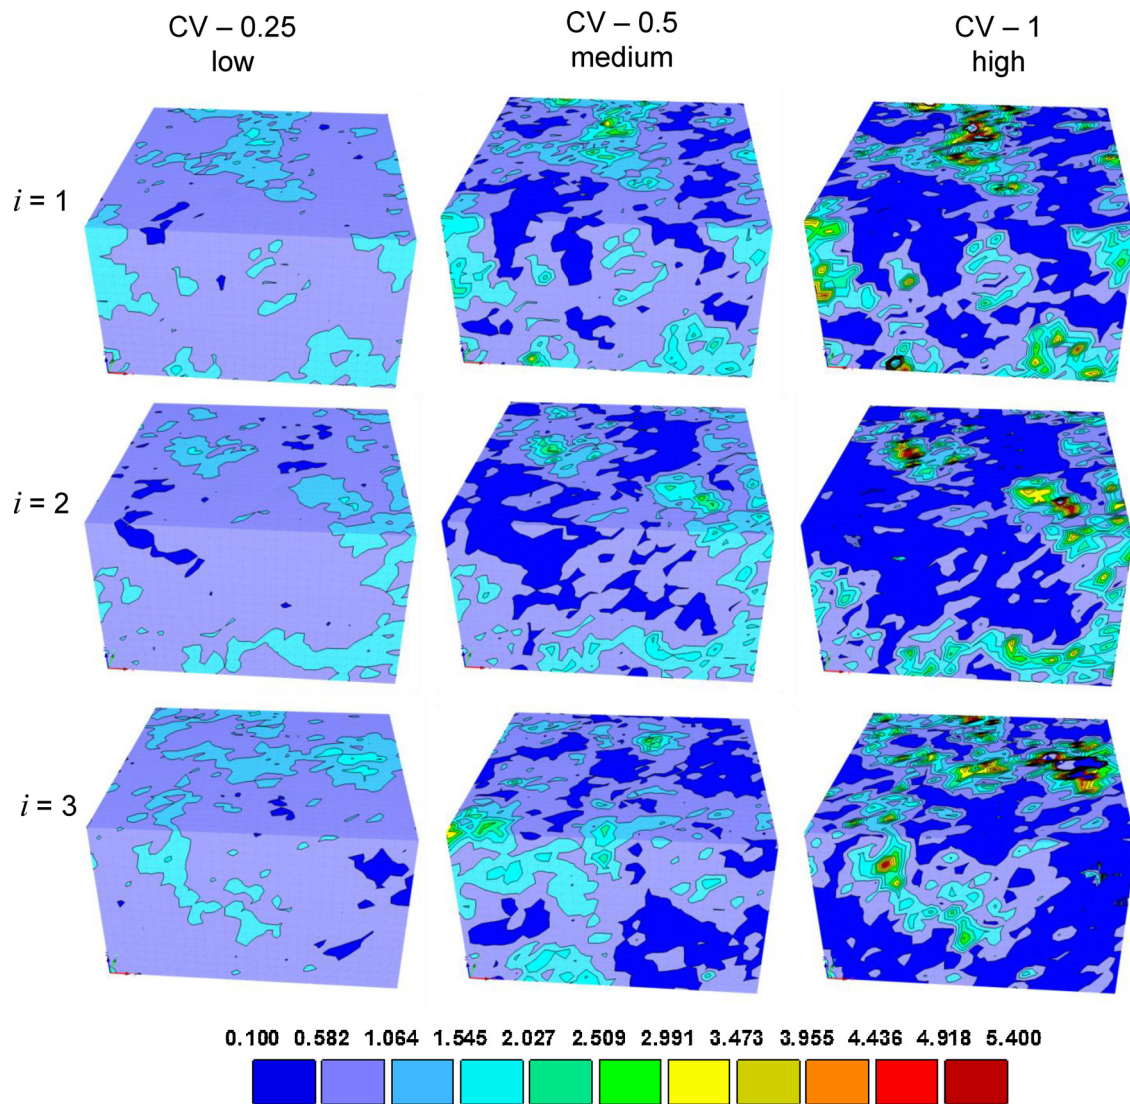 CV – 0.25
low
CV – 0.5
medium
CV – 1
high
i = 1
i = 2
i = 3
0.100 0.582 1.064 1.545 2.027 2.509 2.991 3.473 3.955 4.436 4.918 5.400